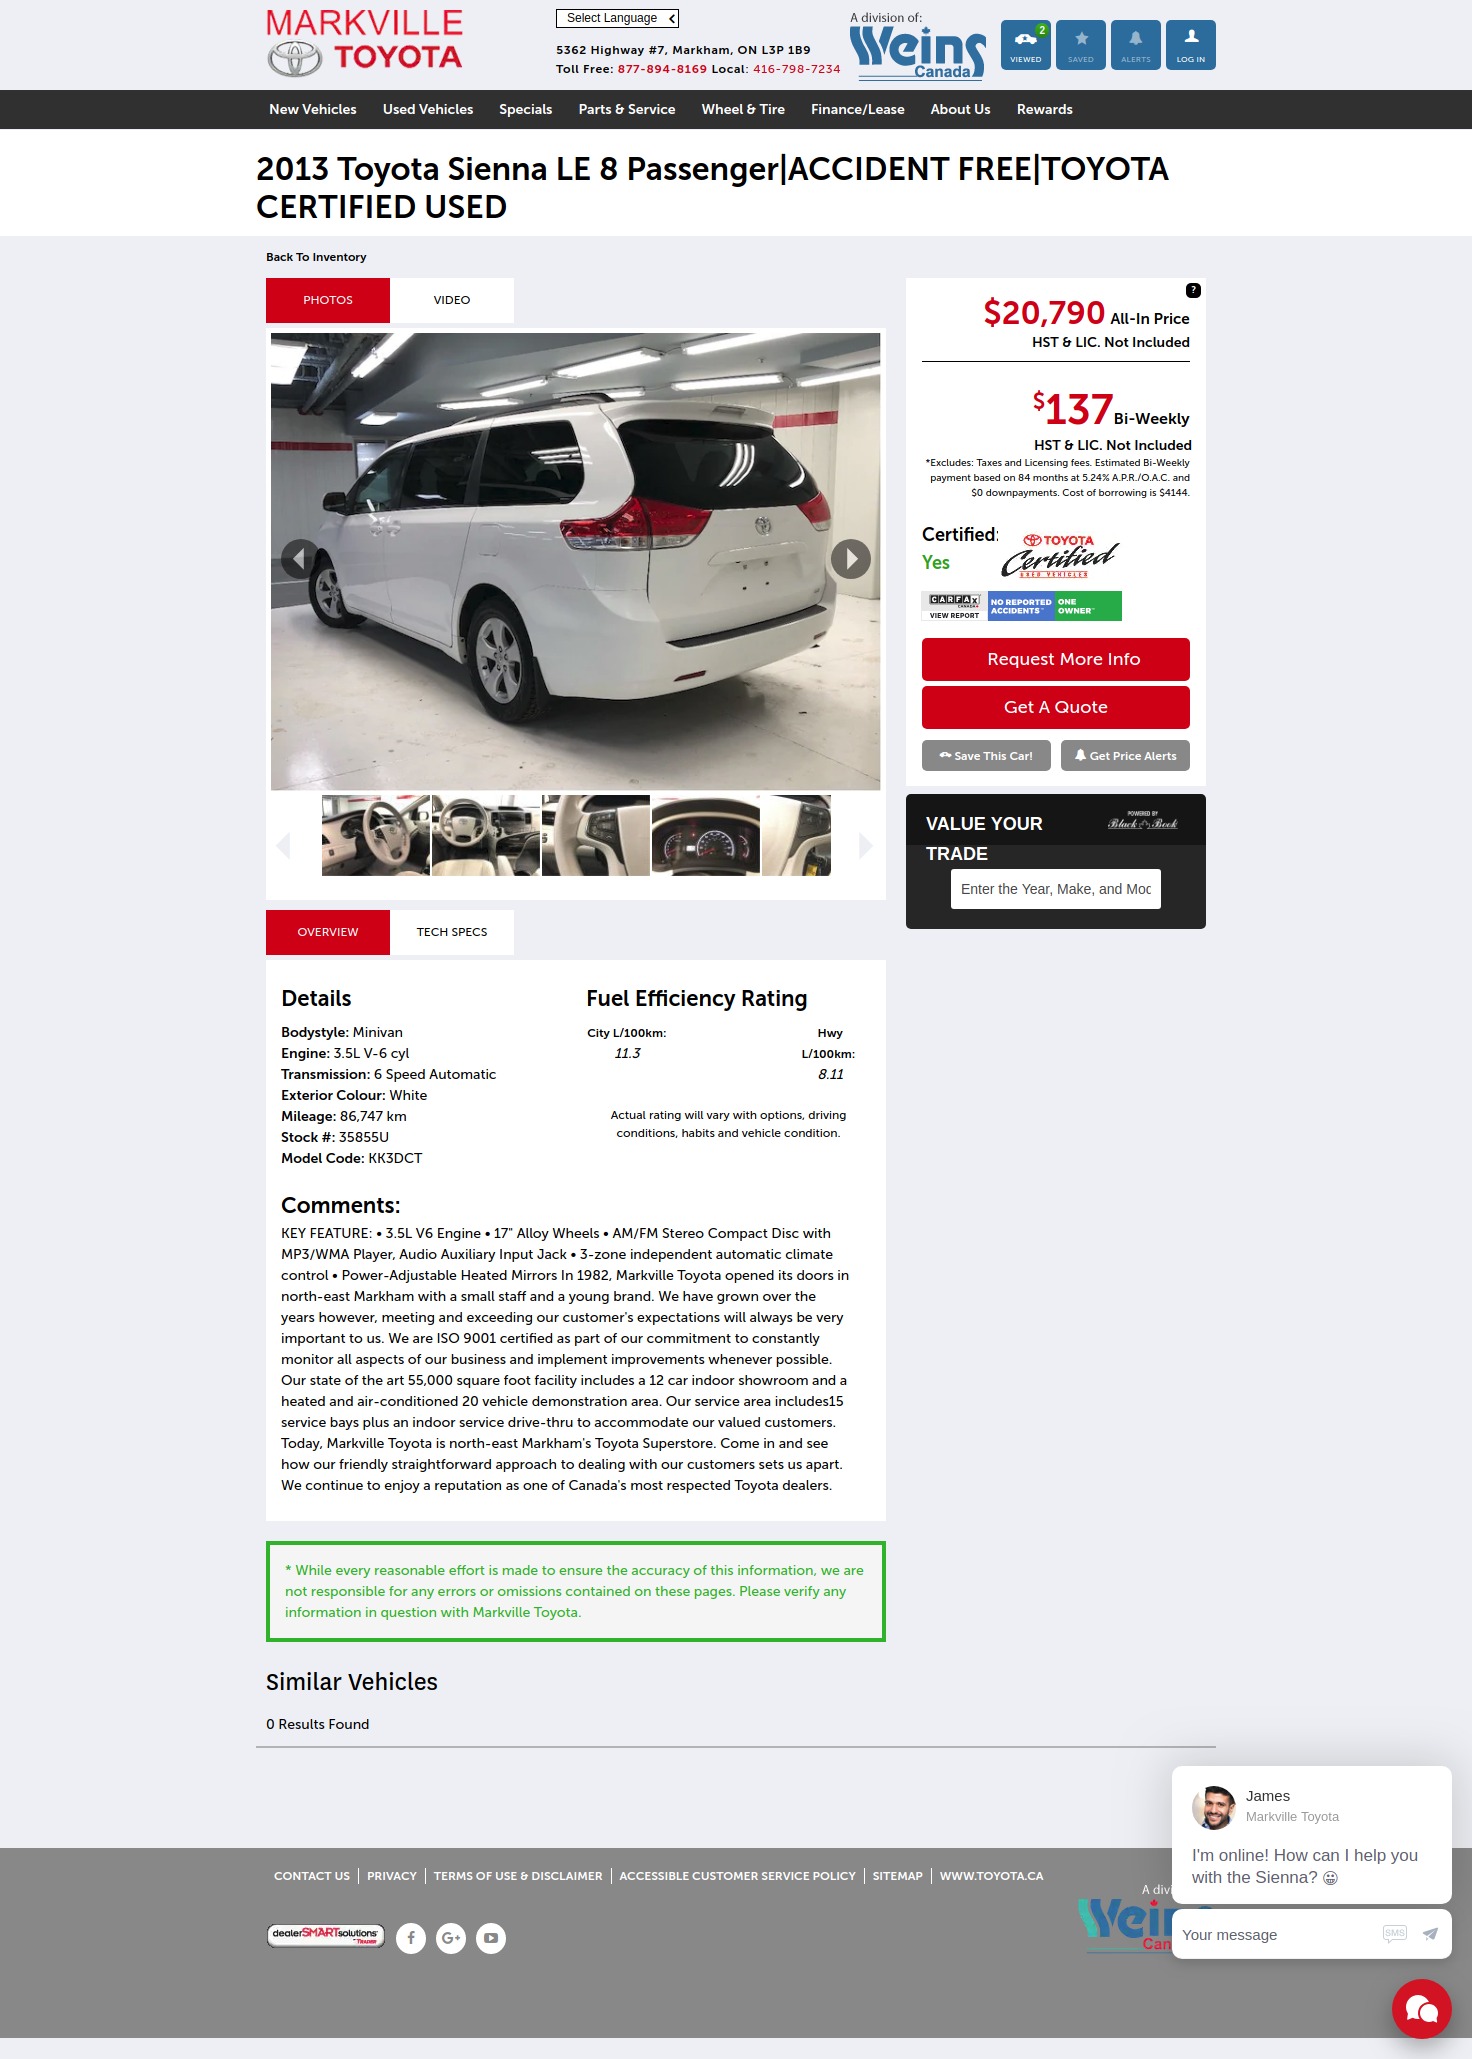 MARKVILLE
TOYOTA
Select Language
5362 Highway #7, Markham, ON L3P 1B9
Toll Free: 877-894-8169 Local: 416-798-7234
A division of:
Weins
Canada
2
VIEWED
SAVED
ALERTS
LOG IN
New Vehicles Used Vehicles Specials Parts & Service Wheel & Tire Finance/Lease About Us Rewards
2013 Toyota Sienna LE 8 Passenger|ACCIDENT FREE|TOYOTA
CERTIFIED USED
Back To Inventory
PHOTOS VIDEO
?
$20,790 All-In Price
HST & LIC. Not Included
$137 Bi-Weekly
HST & LIC. Not Included
*Excludes: Taxes and Licensing fees. Estimated Bi-Weekly
payment based on 84 months at 5.24% A.P.R./O.A.C. and
$0 downpayments. Cost of borrowing is $4144.
Certified:
Yes
TOYOTA
Certified
USED VEHICLES
CARFAX
CANADA
VIEW REPORT
NO REPORTED
ACCIDENTS
ONE
OWNER
Request More Info
Get A Quote
Save This Car!
Get Price Alerts
VALUE YOUR
TRADE
POWERED BY
Black Book
Enter the Year, Make, and Moc
OVERVIEW TECH SPECS
Details
Bodystyle: Minivan
Engine: 3.5L V-6 cyl
Transmission: 6 Speed Automatic
Exterior Colour: White
Mileage: 86,747 km
Stock #: 35855U
Model Code: KK3DCT
Fuel Efficiency Rating
City L/100km:
11.3
Hwy
L/100km:
8.11
Actual rating will vary with options, driving
conditions, habits and vehicle condition.
Comments:
KEY FEATURE: • 3.5L V6 Engine • 17" Alloy Wheels • AM/FM Stereo Compact Disc with
MP3/WMA Player, Audio Auxiliary Input Jack • 3-zone independent automatic climate
control • Power-Adjustable Heated Mirrors In 1982, Markville Toyota opened its doors in
north-east Markham with a small staff and a young brand. We have grown over the
years however, meeting and exceeding our customer's expectations will always be very
important to us. We are ISO 9001 certified as part of our commitment to constantly
monitor all aspects of our business and implement improvements whenever possible.
Our state of the art 55,000 square foot facility includes a 12 car indoor showroom and a
heated and air-conditioned 20 vehicle demonstration area. Our service area includes15
service bays plus an indoor service drive-thru to accommodate our valued customers.
Today, Markville Toyota is north-east Markham's Toyota Superstore. Come in and see
how our friendly straightforward approach to dealing with our customers sets us apart.
We continue to enjoy a reputation as one of Canada's most respected Toyota dealers.
* While every reasonable effort is made to ensure the accuracy of this information, we are
not responsible for any errors or omissions contained on these pages. Please verify any
information in question with Markville Toyota.
Similar Vehicles
0 Results Found
James
Markville Toyota
I'm online! How can I help you
with the Sienna? 😀
Your message
SMS
CONTACT US PRIVACY TERMS OF USE & DISCLAIMER ACCESSIBLE CUSTOMER SERVICE POLICY SITEMAP WWW.TOYOTA.CA
dealerSMARTsolutions
by TRADER
A divi
Wein
Can